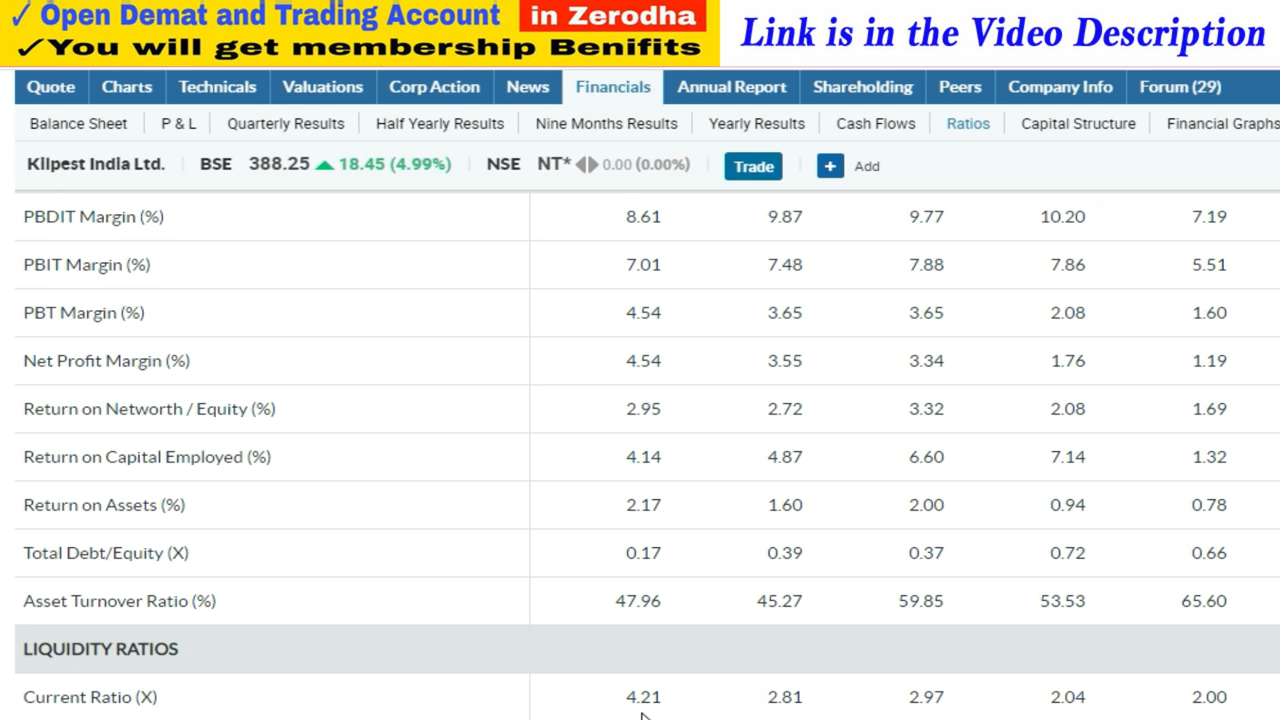 ✓ Open Demat and Trading Account in Zerodha
✓You will get membership Benifits
Link is in the Video Description
Quote Charts Technicals Valuations Corp Action News Financials Annual Report Shareholding Peers Company Info Forum (29)
Balance Sheet P & L Quarterly Results Half Yearly Results Nine Months Results Yearly Results Cash Flows Ratios Capital Structure Financial Graphs
Kilpest India Ltd. BSE 388.25 ▲ 18.45 (4.99%) NSE NT* 0.00 (0.00%) Trade + Add
PBDIT Margin (%) 8.61 9.87 9.77 10.20 7.19
PBIT Margin (%) 7.01 7.48 7.88 7.86 5.51
PBT Margin (%) 4.54 3.65 3.65 2.08 1.60
Net Profit Margin (%) 4.54 3.55 3.34 1.76 1.19
Return on Networth / Equity (%) 2.95 2.72 3.32 2.08 1.69
Return on Capital Employed (%) 4.14 4.87 6.60 7.14 1.32
Return on Assets (%) 2.17 1.60 2.00 0.94 0.78
Total Debt/Equity (X) 0.17 0.39 0.37 0.72 0.66
Asset Turnover Ratio (%) 47.96 45.27 59.85 53.53 65.60
LIQUIDITY RATIOS
Current Ratio (X) 4.21 2.81 2.97 2.04 2.00